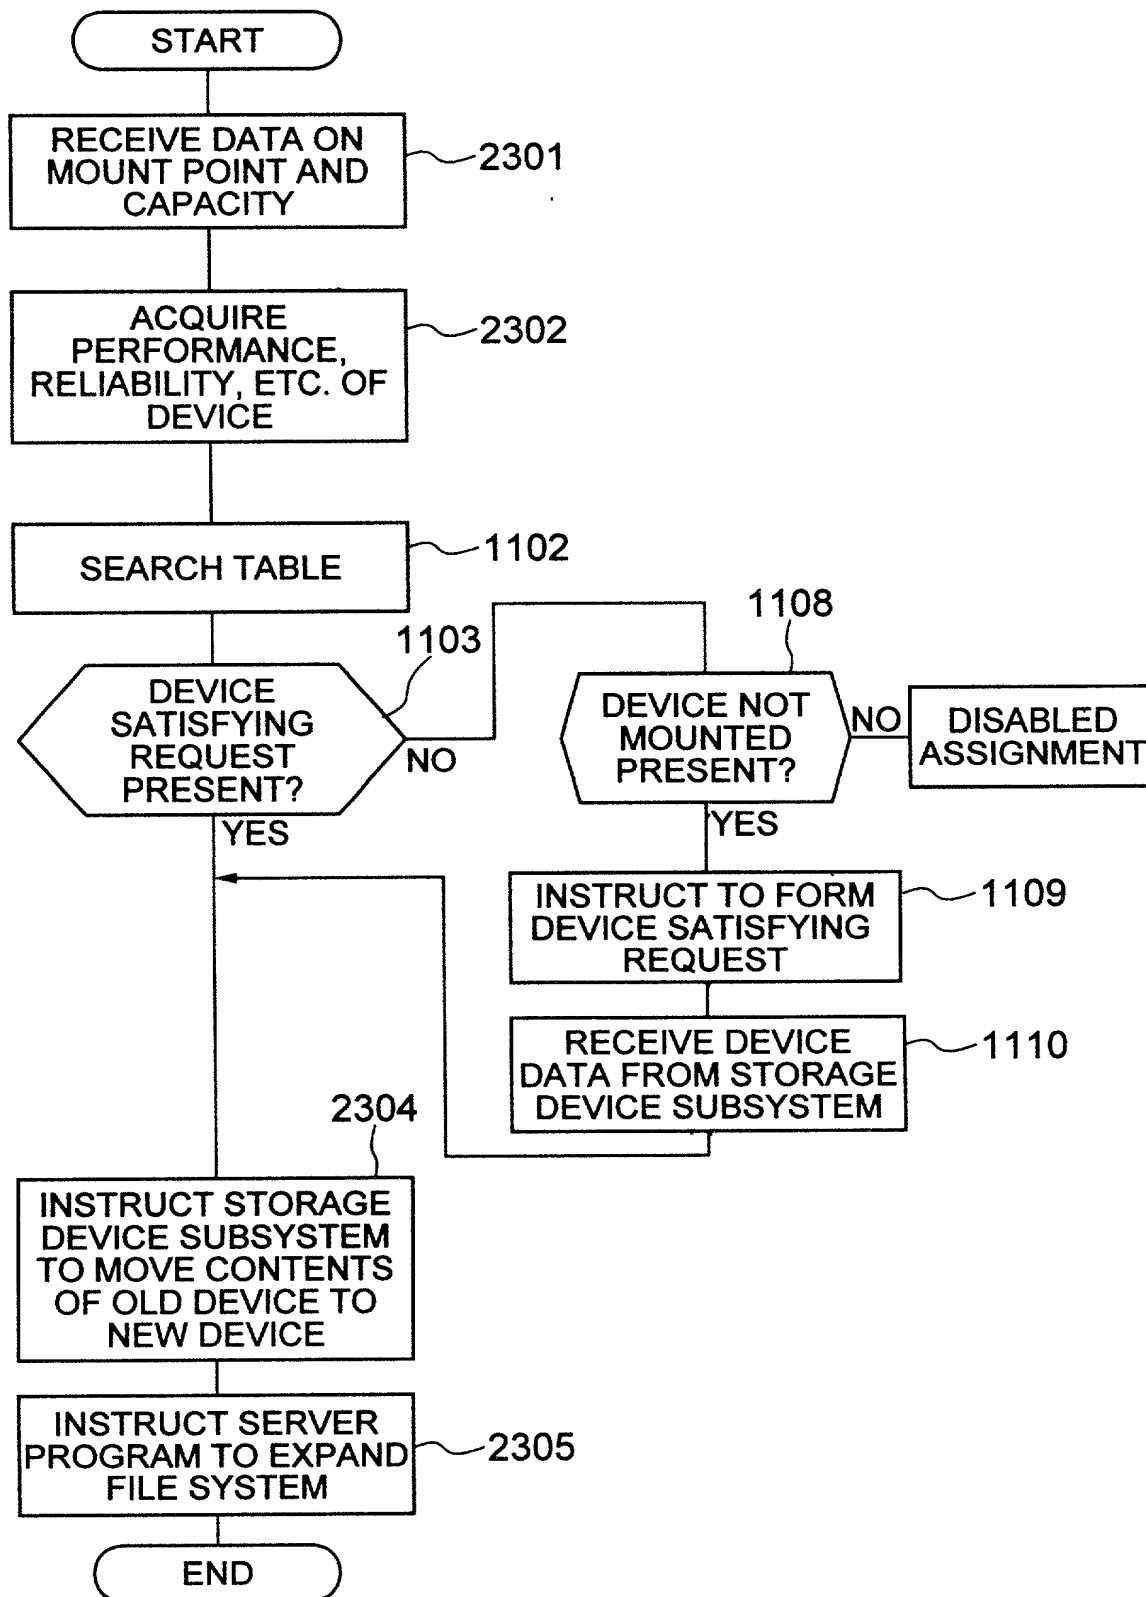 START
RECEIVE DATA ON
MOUNT POINT AND
CAPACITY
2301
ACQUIRE
PERFORMANCE,
RELIABILITY, ETC. OF
DEVICE
2302
SEARCH TABLE
1102
DEVICE
SATISFYING
REQUEST
PRESENT?
1103
NO
YES
DEVICE NOT
MOUNTED
PRESENT?
1108
NO
DISABLED
ASSIGNMENT
YES
INSTRUCT TO FORM
DEVICE SATISFYING
REQUEST
1109
RECEIVE DEVICE
DATA FROM STORAGE
DEVICE SUBSYSTEM
1110
2304
INSTRUCT STORAGE
DEVICE SUBSYSTEM
TO MOVE CONTENTS
OF OLD DEVICE TO
NEW DEVICE
INSTRUCT SERVER
PROGRAM TO EXPAND
FILE SYSTEM
2305
END